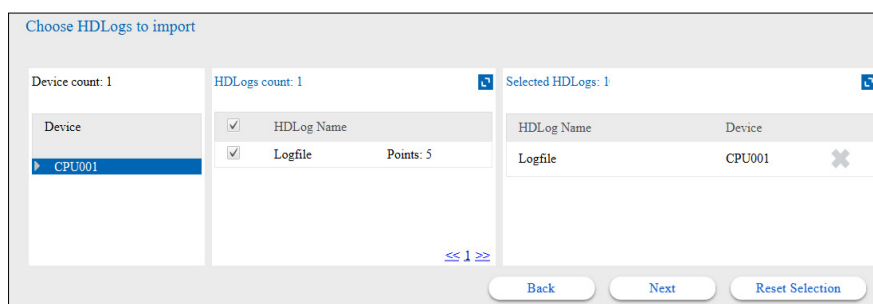 Choose HDLogs to import
Device count: 1
HDLogs count: 1
Selected HDLogs: 1
Device
HDLog Name
HDLog Name
Device
CPU001
Logfile
Points: 5
Logfile
CPU001
<< 1 >>
Back
Next
Reset Selection